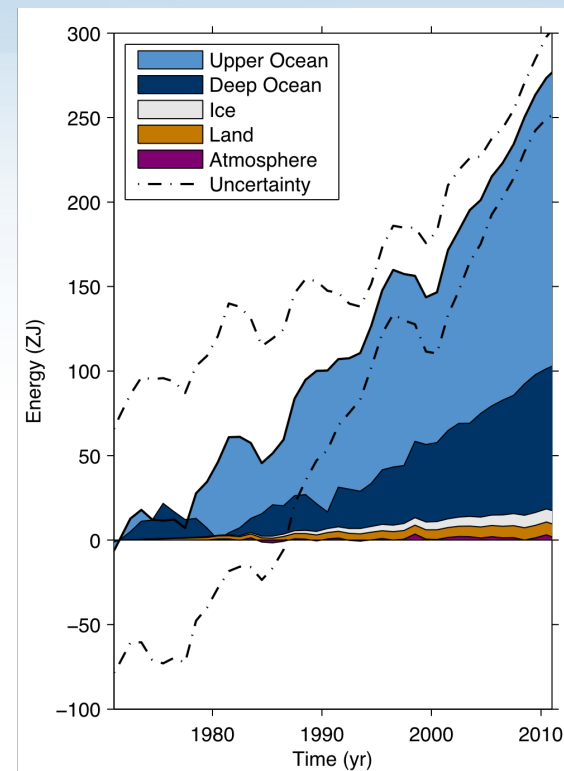 300
250
200
150
100
50
0
−50
−100
Energy (ZJ)
Upper Ocean
Deep Ocean
Ice
Land
Atmosphere
Uncertainty
1980 1990 2000 2010
Time (yr)